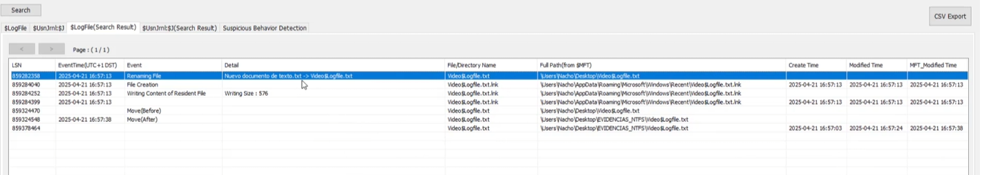 Search
CSV Export
$LogFile $UsnJrnl:$J $LogFile(Search Result) $UsnJrnl:$J(Search Result) Suspicious Behavior Detection
< > Page : ( 1 / 1 )
LSN EventTime(UTC+1 DST) Event Detail File/Directory Name Full Path(from $MFT) Create Time Modified Time MFT_Modified Time
859282358 2025-04-21 16:57:13 Renaming File Nuevo documento de texto.txt -> Video$Logfile.txt Video$Logfile.txt \Users\Nacho\Desktop\Video$Logfile.txt
859284040 2025-04-21 16:57:13 File Creation Video$Logfile.txt.lnk \Users\Nacho\AppData\Roaming\Microsoft\Windows\Recent\Video$Logfile.txt.lnk 2025-04-21 16:57:13 2025-04-21 16:57:13 2025-04-21 16:57:13
859284252 2025-04-21 16:57:13 Writing Content of Resident File Writing Size : 576 Video$Logfile.txt.lnk \Users\Nacho\AppData\Roaming\Microsoft\Windows\Recent\Video$Logfile.txt.lnk
859284399 2025-04-21 16:57:13 Video$Logfile.txt.lnk \Users\Nacho\AppData\Roaming\Microsoft\Windows\Recent\Video$Logfile.txt.lnk 2025-04-21 16:57:13 2025-04-21 16:57:13 2025-04-21 16:57:13
859324470 Move(Before) Video$Logfile.txt \Users\Nacho\Desktop\Video$Logfile.txt
859324548 2025-04-21 16:57:38 Move(After) Video$Logfile.txt \Users\Nacho\Desktop\EVIDENCIAS_NTFS\Video$Logfile.txt
859378464 Video$Logfile.txt \Users\Nacho\Desktop\EVIDENCIAS_NTFS\Video$Logfile.txt 2025-04-21 16:57:03 2025-04-21 16:57:24 2025-04-21 16:57:38